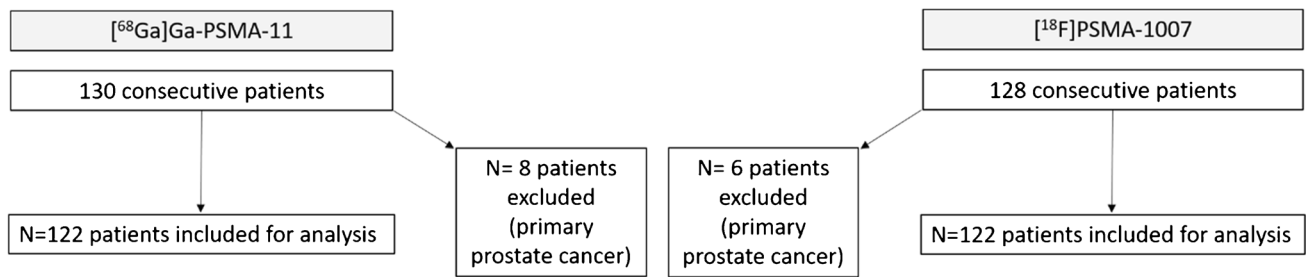 [⁶⁸Ga]Ga-PSMA-11
130 consecutive patients
N= 8 patients
excluded
(primary
prostate cancer)
N=122 patients included for analysis
[¹⁸F]PSMA-1007
128 consecutive patients
N= 6 patients
excluded
(primary
prostate cancer)
N=122 patients included for analysis